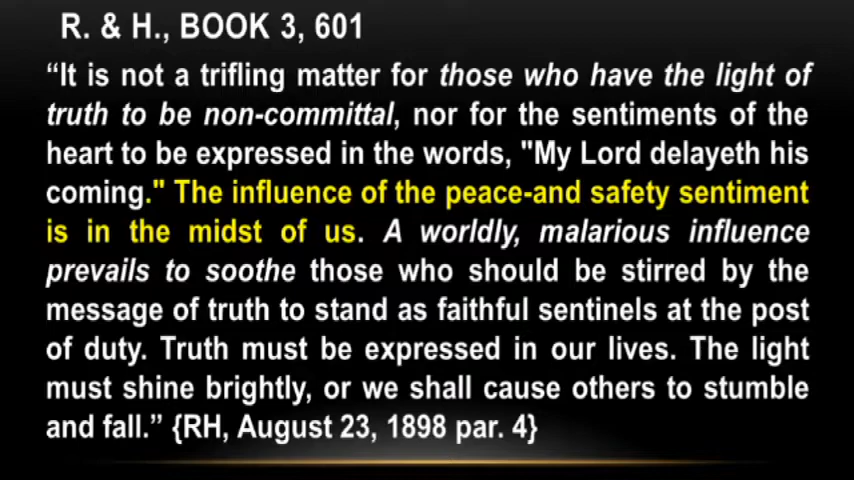 R. & H., BOOK 3, 601
“It is not a trifling matter for those who have the light of
truth to be non-committal, nor for the sentiments of the
heart to be expressed in the words, "My Lord delayeth his
coming." The influence of the peace-and safety sentiment
is in the midst of us. A worldly, malarious influence
prevails to soothe those who should be stirred by the
message of truth to stand as faithful sentinels at the post
of duty. Truth must be expressed in our lives. The light
must shine brightly, or we shall cause others to stumble
and fall.” {RH, August 23, 1898 par. 4}